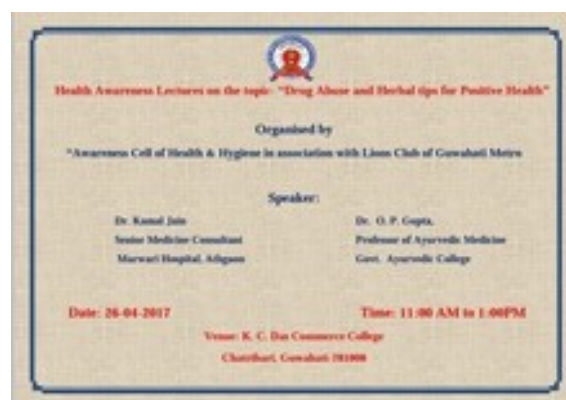 Health Awareness Lectures on the topic: "Drug Abuse and Herbal tips for Positive Health"
Organised by
"Awareness Cell of Health & Hygiene in association with Lions Club of Guwahati Metro
Speaker:
Dr. Kamal Jain
Senior Medicine Consultant
Marwari Hospital, Athgaon
Dr. O. P. Gupta,
Professor of Ayurvedic Medicine
Govt. Ayurvedic College
Date: 26-04-2017
Time: 11:00 AM to 1:00PM
Venue: K. C. Das Commerce College
Chatribari, Guwahati 781008